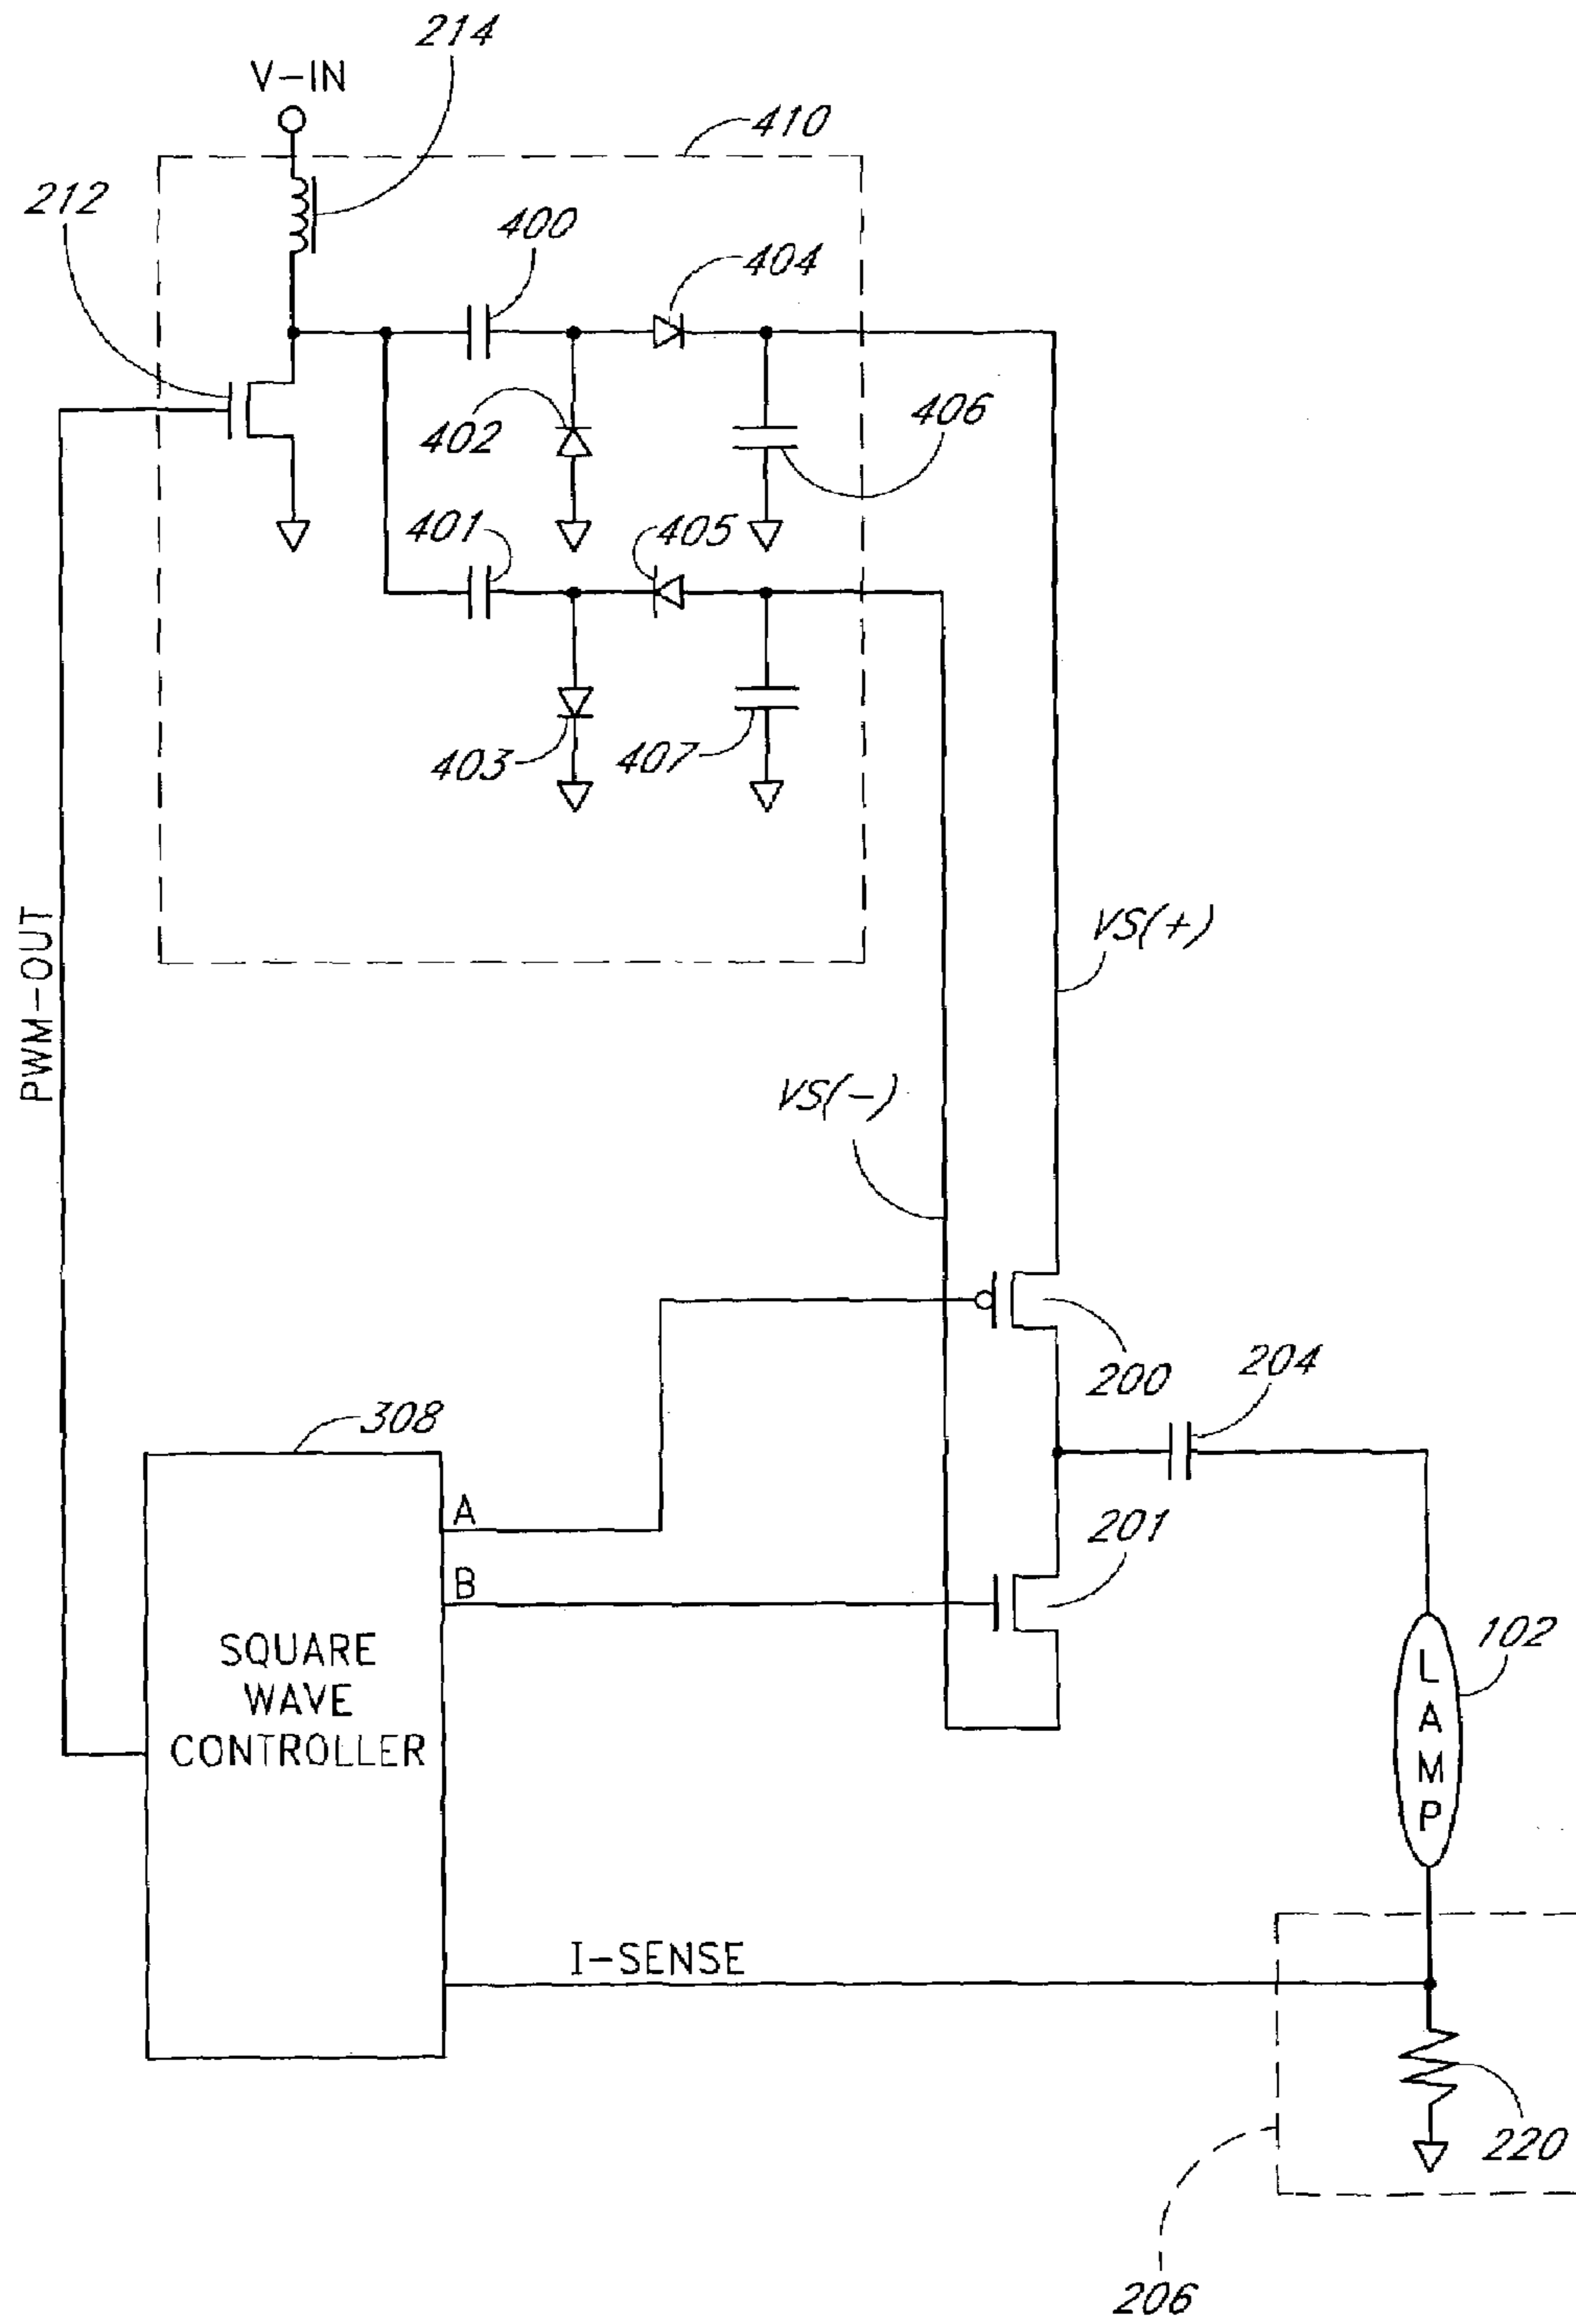 214
V-IN
410
212
400
404
402
406
401
405
403
407
PWM-OUT
VS(+)
VS(-)
200
204
308
A
201
B
SQUARE
WAVE
CONTROLLER
102
L
A
M
P
I-SENSE
220
206